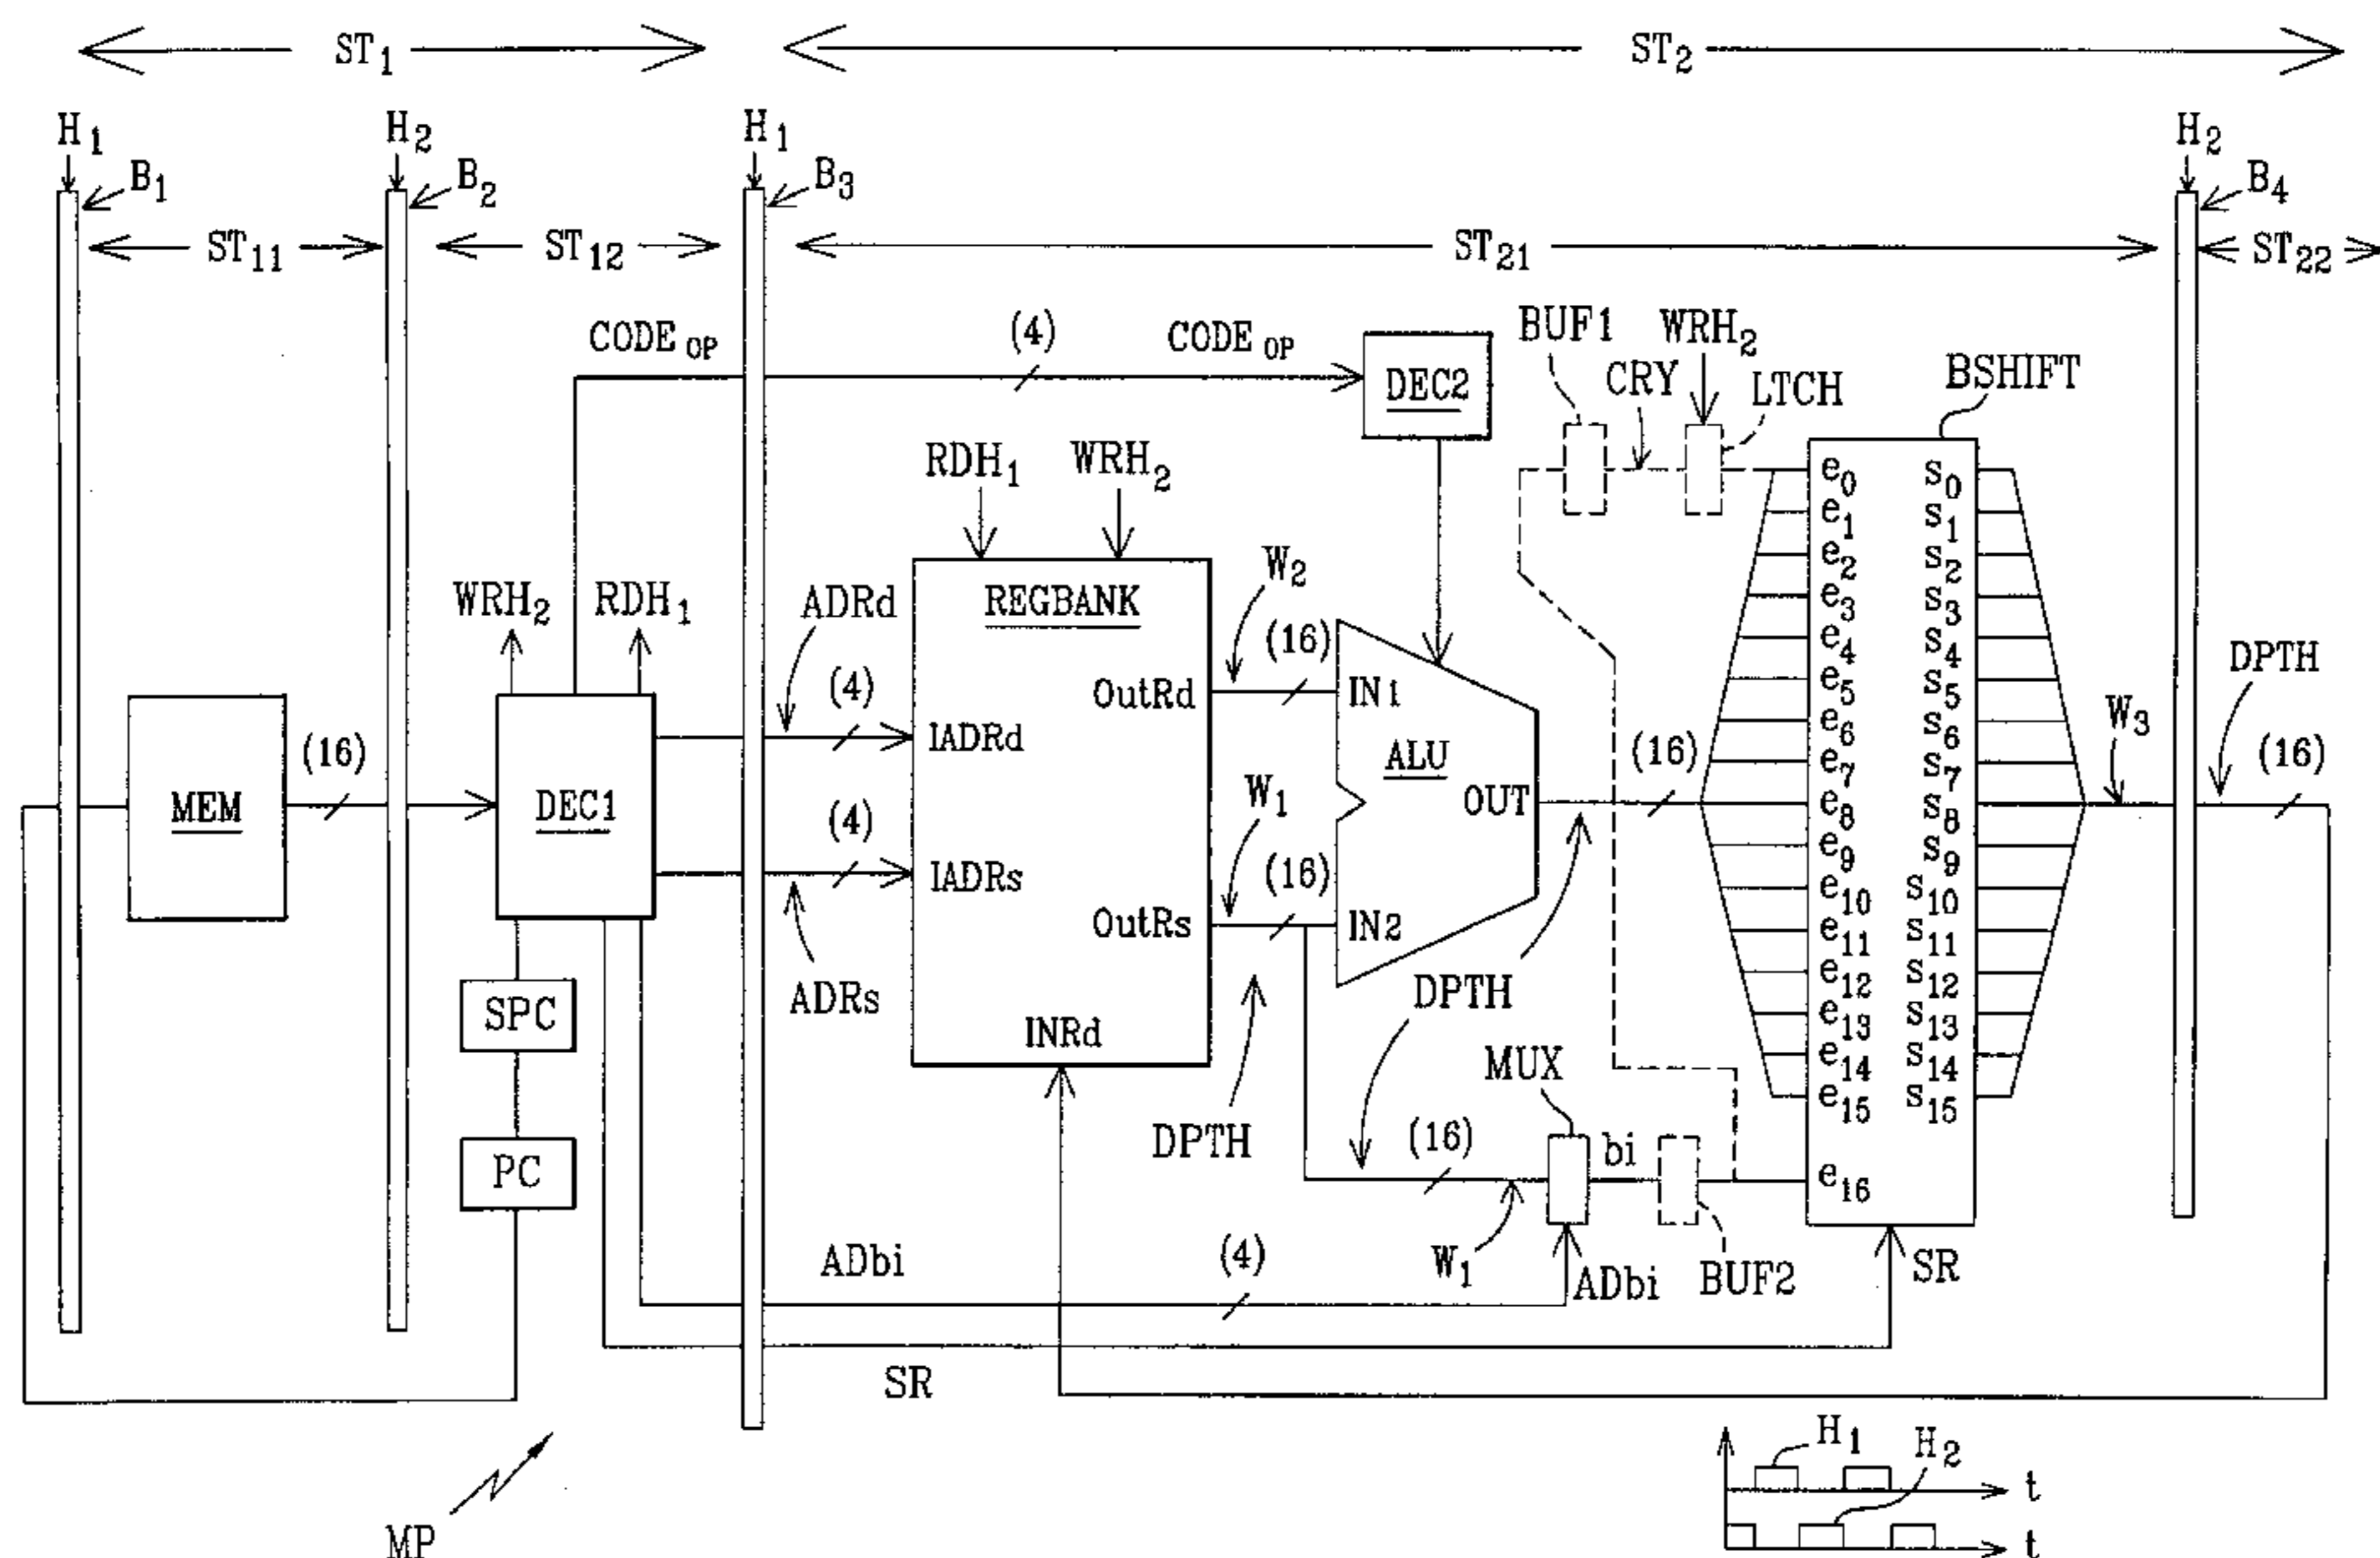 ST1
ST2
H1
H2
H1
H2
B1
B2
B3
B4
ST11
ST12
ST21
ST22
CODE OP
(4)
CODE OP
DEC2
BUF1
WRH2
CRY
LTCH
BSHIFT
RDH1
WRH2
WRH2
RDH1
ADRd
REGBANK
W2
(16)
(4)
OutRd
IN1
IADRd
MEM
(16)
DEC1
(4)
IADRs
ADRs
W1
(16)
OutRs
IN2
ALU
OUT
(16)
DPTH
DPTH
INRd
SPC
PC
e0
e1
e2
e3
e4
e5
e6
e7
e8
e9
e10
e11
e12
e13
e14
e15
e16
s0
s1
s2
s3
s4
s5
s6
s7
s8
s9
s10
s11
s12
s13
s14
s15
W3
DPTH
(16)
MUX
(16)
bi
W1
ADbi
BUF2
SR
ADbi
(4)
SR
MP
H1
H2
t
t